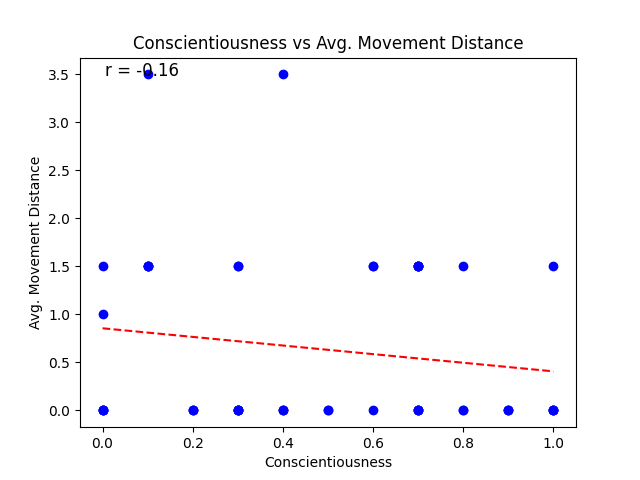 Conscientiousness vs Avg. Movement Distance
r = -0.16
3.5
3.0
2.5
2.0
1.5
1.0
0.5
0.0
Avg. Movement Distance
0.0 0.2 0.4 0.6 0.8 1.0
Conscientiousness